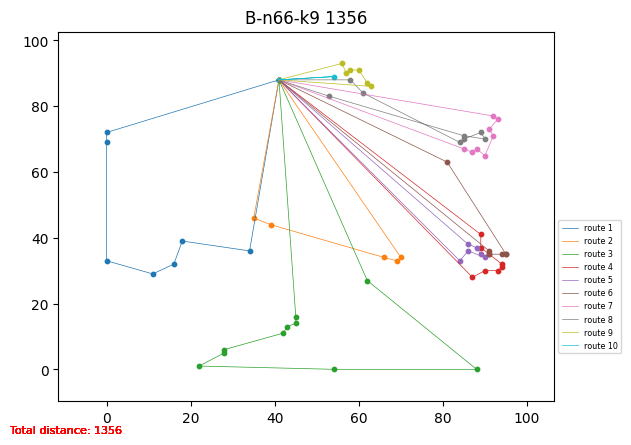 B-n66-k9 1356
100
80
60
40
20
0
0 20 40 60 80 100
route 1
route 2
route 3
route 4
route 5
route 6
route 7
route 8
route 9
route 10
Total distance: 1356